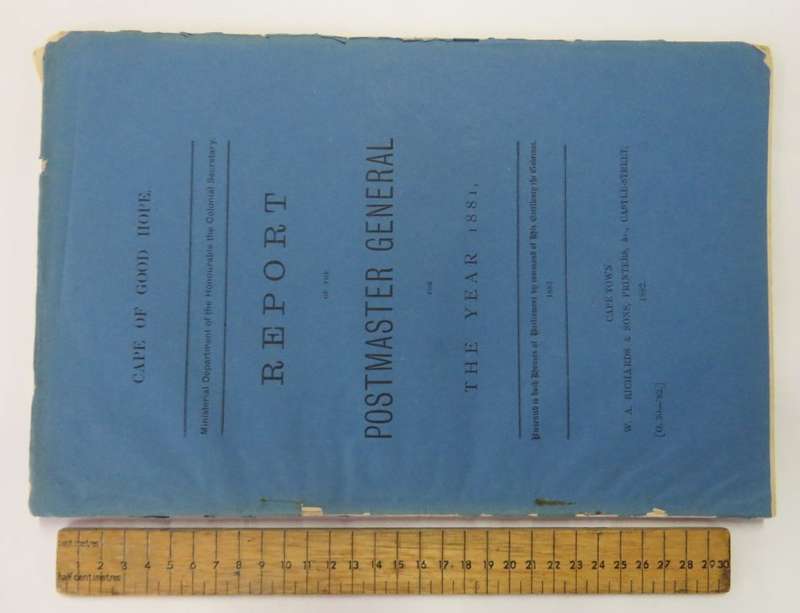 CAPE OF GOOD HOPE.
Ministerial Department of the Honourable the Colonial Secretary.
REPORT
OF THE
POSTMASTER GENERAL
FOR
THE YEAR 1881,
Presented to both Houses of Parliament by command of His Excellency the Governor.
1882
CAPE TOWN
W. A. RICHARDS & SONS, PRINTERS, &c., CASTLE-STREET.
1882.
[G. 30—'82.]
centimetres
1 2 3 4 5 6 7 8 9 10 11 12 13 14 15 16 17 18 19 20 21 22 23 24 25 26 27 28 29 30
half centimetres